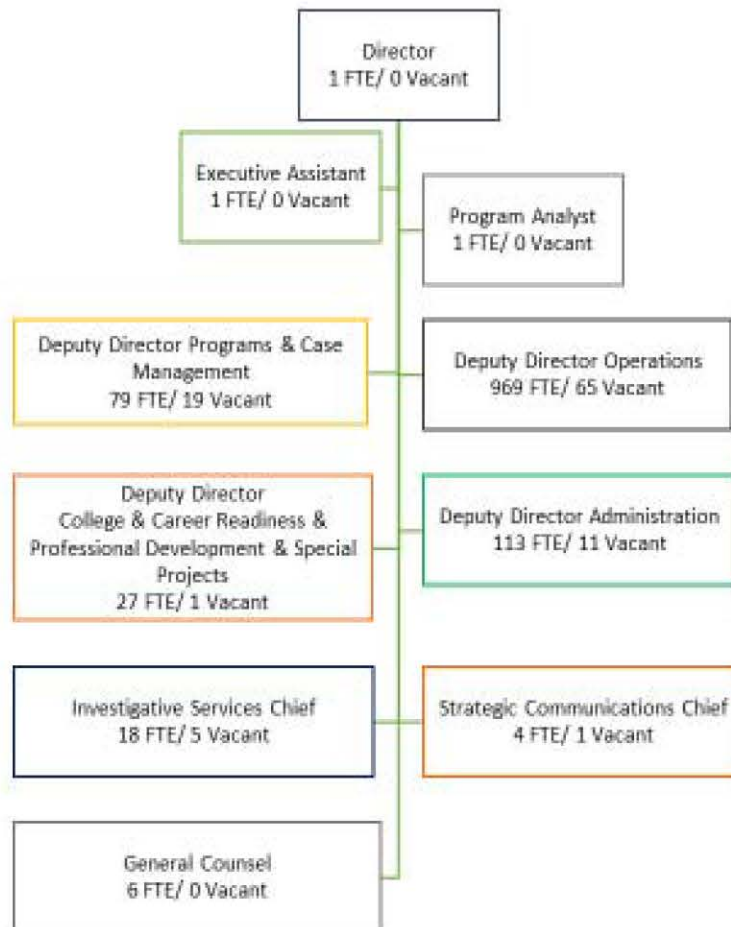 Director
1 FTE/ 0 Vacant
Executive Assistant
1 FTE/ 0 Vacant
Program Analyst
1 FTE/ 0 Vacant
Deputy Director Programs & Case
Management
79 FTE/ 19 Vacant
Deputy Director Operations
969 FTE/ 65 Vacant
Deputy Director
College & Career Readiness &
Professional Development & Special
Projects
27 FTE/ 1 Vacant
Deputy Director Administration
113 FTE/ 11 Vacant
Investigative Services Chief
18 FTE/ 5 Vacant
Strategic Communications Chief
4 FTE/ 1 Vacant
General Counsel
6 FTE/ 0 Vacant